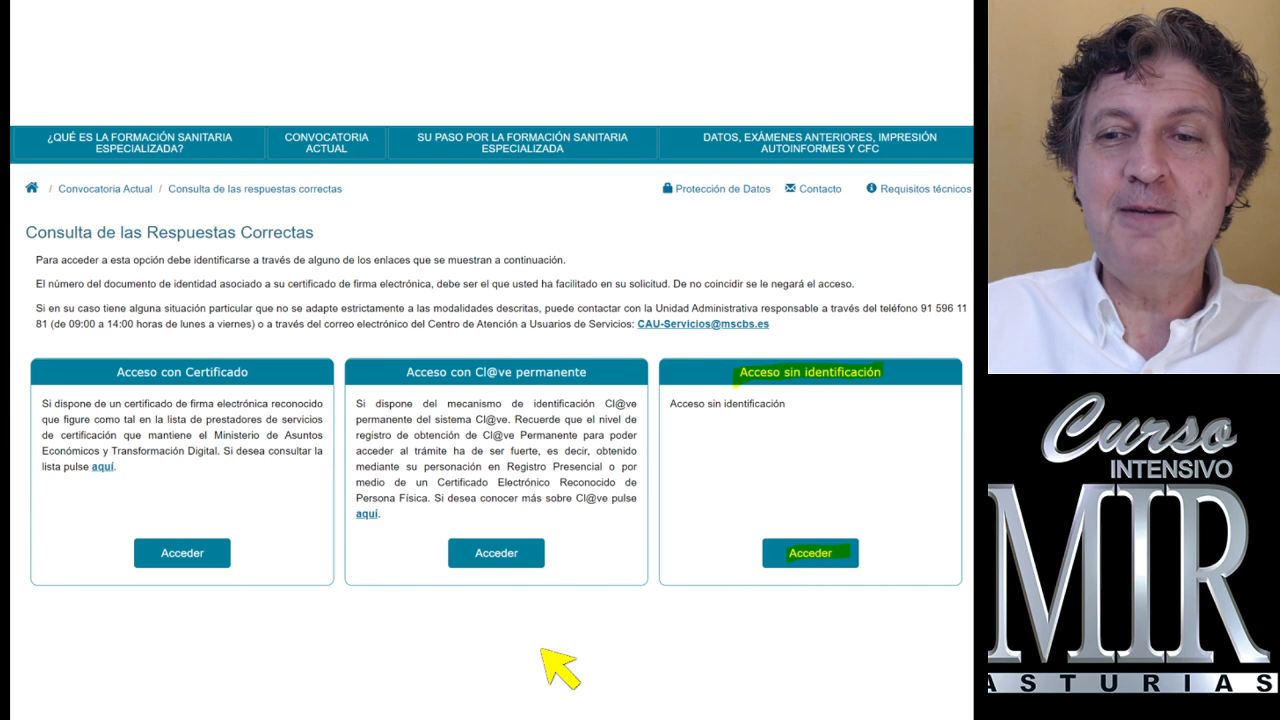 ¿QUÉ ES LA FORMACIÓN SANITARIA
ESPECIALIZADA?
CONVOCATORIA
ACTUAL
SU PASO POR LA FORMACIÓN SANITARIA
ESPECIALIZADA
DATOS, EXÁMENES ANTERIORES, IMPRESIÓN
AUTOINFORMES Y CFC
/ Convocatoria Actual / Consulta de las respuestas correctas
Protección de Datos
Contacto
Requisitos técnicos
Consulta de las Respuestas Correctas
Para acceder a esta opción debe identificarse a través de alguno de los enlaces que se muestran a continuación.
El número del documento de identidad asociado a su certificado de firma electrónica, debe ser el que usted ha facilitado en su solicitud. De no coincidir se le negará el acceso.
Si en su caso tiene alguna situación particular que no se adapte estrictamente a las modalidades descritas, puede contactar con la Unidad Administrativa responsable a través del teléfono 91 596 11
81 (de 09:00 a 14:00 horas de lunes a viernes) o a través del correo electrónico del Centro de Atención a Usuarios de Servicios: CAU-Servicios@mscbs.es
Acceso con Certificado
Si dispone de un certificado de firma electrónica reconocido
que figure como tal en la lista de prestadores de servicios
de certificación que mantiene el Ministerio de Asuntos
Económicos y Transformación Digital. Si desea consultar la
lista pulse aquí.
Acceder
Acceso con Cl@ve permanente
Si dispone del mecanismo de identificación Cl@ve
permanente del sistema Cl@ve. Recuerde que el nivel de
registro de obtención de Cl@ve Permanente para poder
acceder al trámite ha de ser fuerte, es decir, obtenido
mediante su personación en Registro Presencial o por
medio de un Certificado Electrónico Reconocido de
Persona Física. Si desea conocer más sobre Cl@ve pulse
aquí.
Acceder
Acceso sin identificación
Acceso sin identificación
Acceder
Curso
INTENSIVO
MIR
ASTURIAS